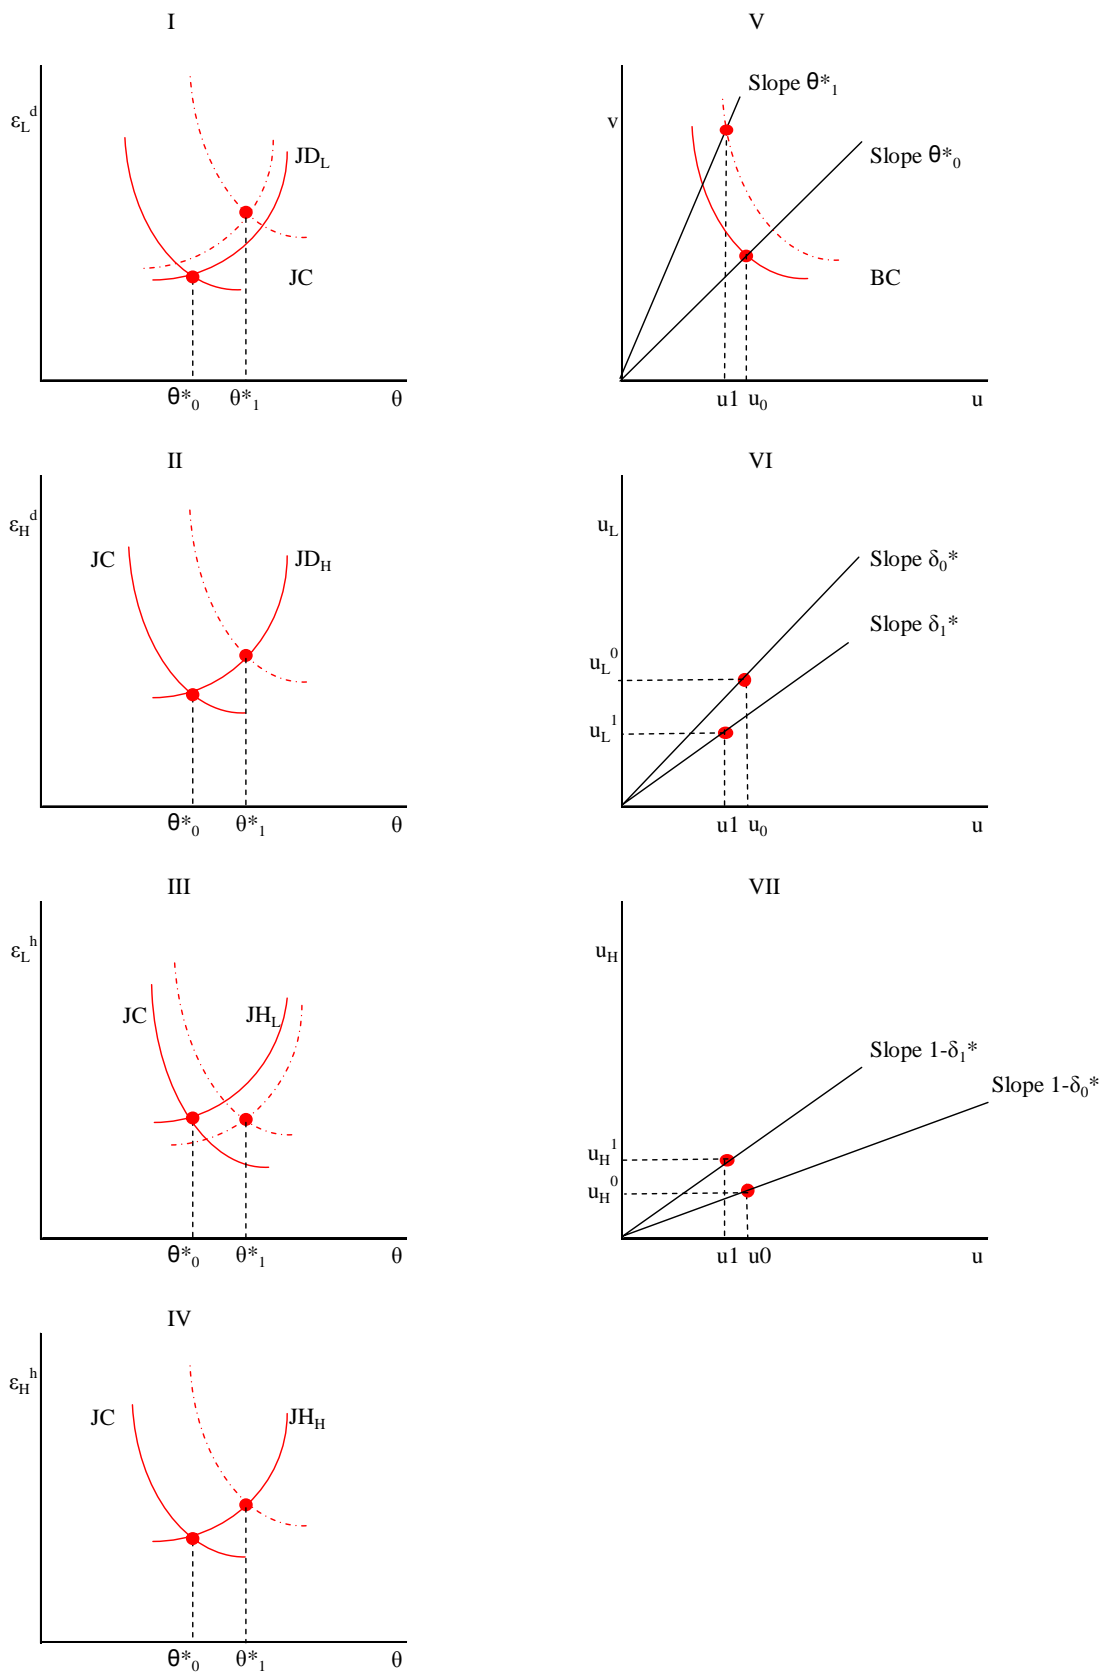 I
ε_L^d
JD_L
JC
θ*_0 θ*_1 θ
V
v
Slope θ*_1
Slope θ*_0
BC
u1 u_0 u
II
ε_H^d
JC
JD_H
θ*_0 θ*_1 θ
VI
u_L
Slope δ_0*
Slope δ_1*
u_L^0
u_L^1
u1 u_0 u
III
ε_L^h
JC
JH_L
θ*_0 θ*_1 θ
VII
u_H
Slope 1-δ_1*
Slope 1-δ_0*
u_H^1
u_H^0
u1 u0 u
IV
ε_H^h
JC
JH_H
θ*_0 θ*_1 θ